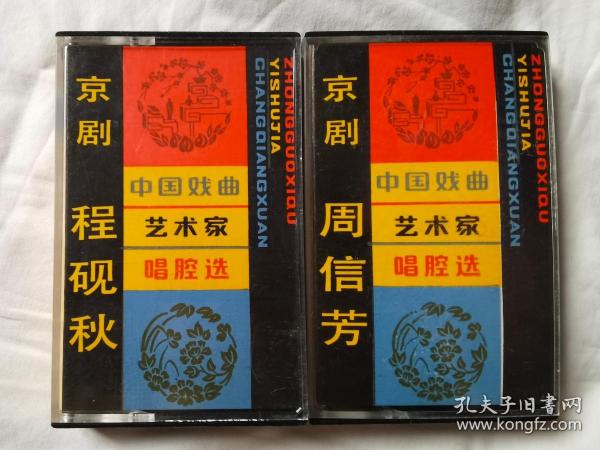 京剧
程砚秋
中国戏曲
艺术家
唱腔选
ZHONGGUOXIQU
YISHUJIA
CHANGQIANGXUAN
京剧
周信芳
中国戏曲
艺术家
唱腔选
ZHONGGUOXIQU
YISHUJIA
CHANGQIANGXUAN
孔夫子旧書网
www.kongfz.com